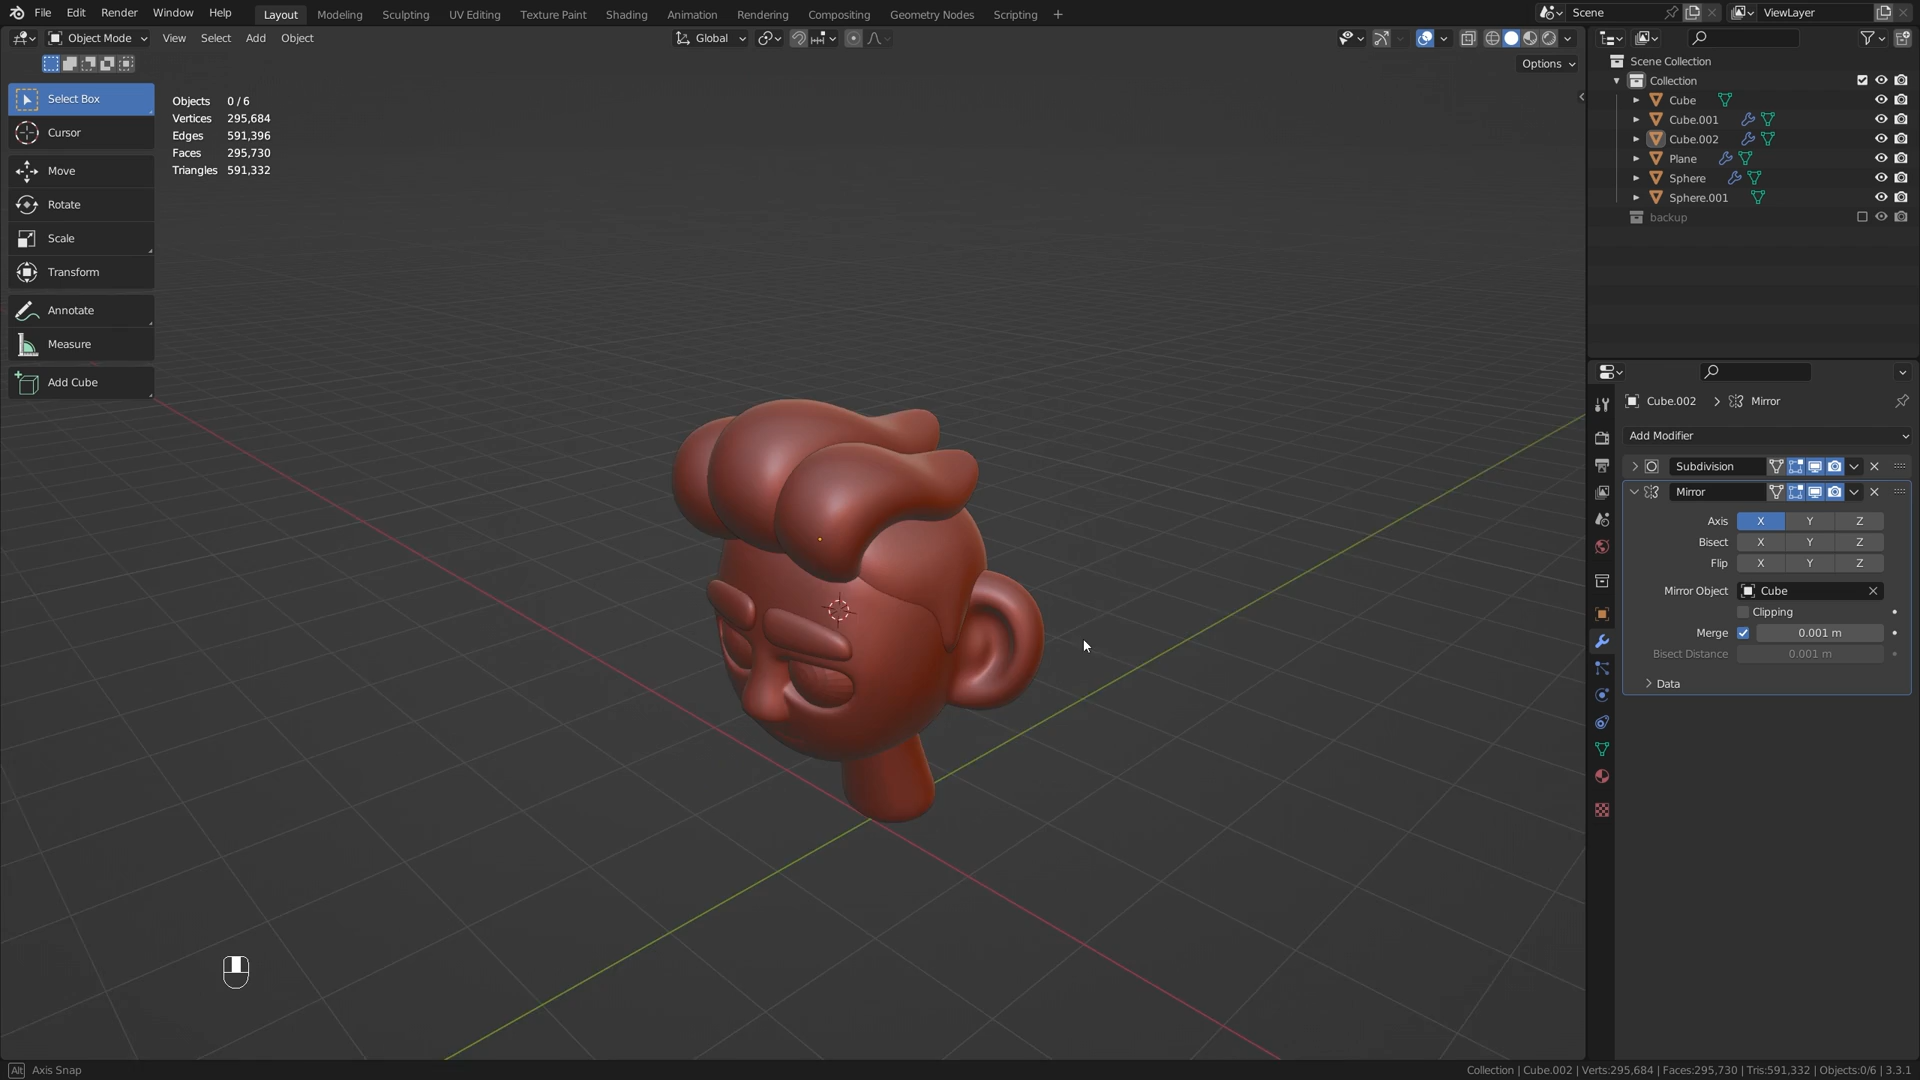 File Edit Render Window Help Layout Modeling Sculpting UV Editing Texture Paint Shading Animation Rendering Compositing Geometry Nodes Scripting + Scene ViewLayer
Object Mode View Select Add Object Global
Options
Select Box
Cursor
Move
Rotate
Scale
Transform
Annotate
Measure
Add Cube
Objects 0 / 6
Vertices 295,684
Edges 591,396
Faces 295,730
Triangles 591,332
Scene Collection
Collection
Cube
Cube.001
Cube.002
Plane
Sphere
Sphere.001
backup
Cube.002 > Mirror
Add Modifier
Subdivision
Mirror
Axis X Y Z
Bisect X Y Z
Flip X Y Z
Mirror Object Cube
Clipping
Merge 0.001 m
Bisect Distance 0.001 m
Data
Alt Axis Snap
Collection | Cube.002 | Verts:295,684 | Faces:295,730 | Tris:591,332 | Objects:0/6 | 3.3.1